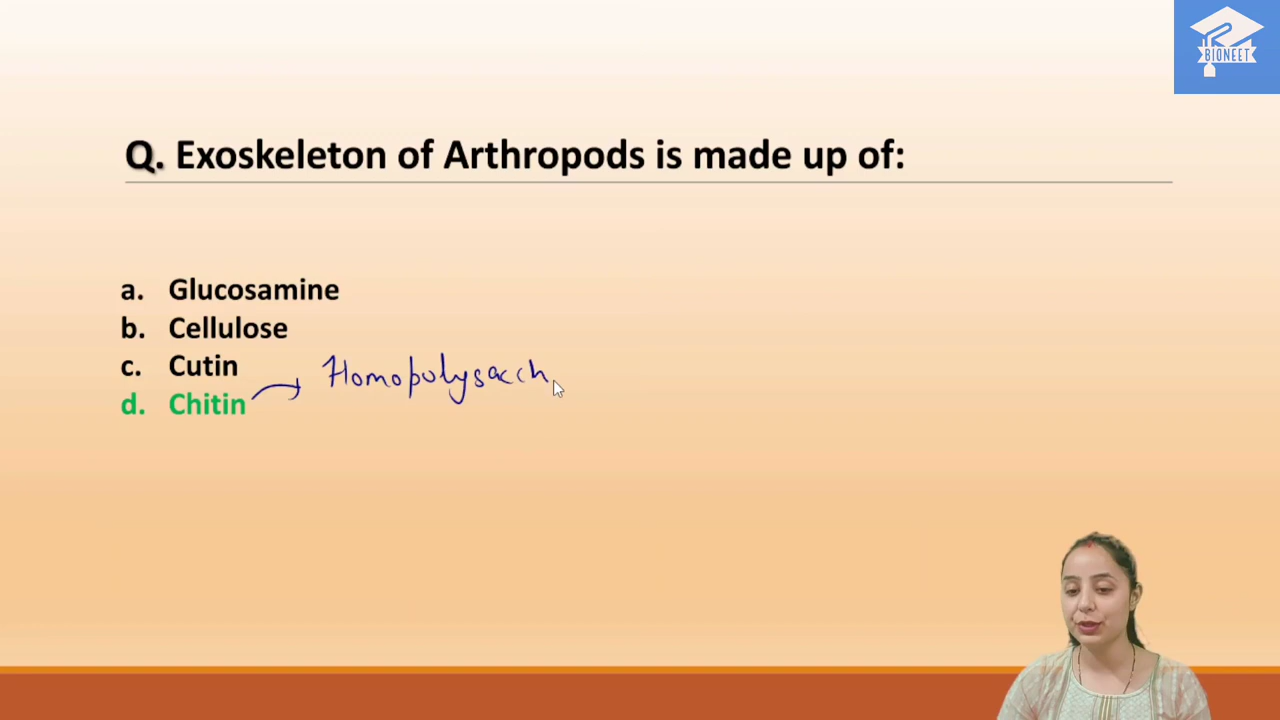 BIONEET
Q. Exoskeleton of Arthropods is made up of:
a. Glucosamine
b. Cellulose
c. Cutin
d. Chitin
Homopolysacch